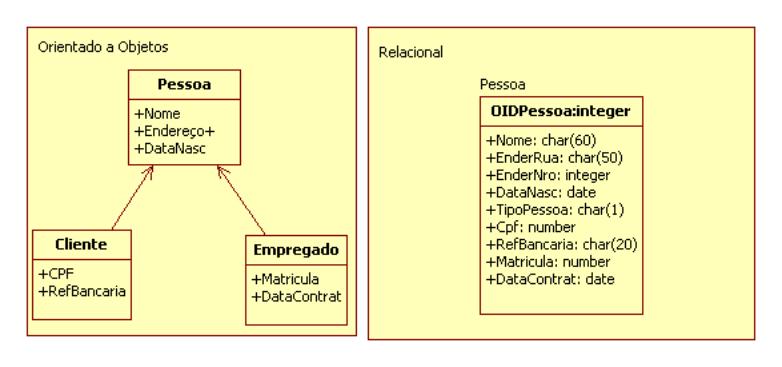 Orientado a Objetos
Pessoa
+Nome
+Endereço+
+DataNasc
Cliente
+CPF
+RefBancaria
Empregado
+Matricula
+DataContrat
Relacional
Pessoa
OIDPessoa:integer
+Nome: char(60)
+EnderRua: char(50)
+EnderNro: integer
+DataNasc: date
+TipoPessoa: char(1)
+Cpf: number
+RefBancaria: char(20)
+Matricula: number
+DataContrat: date